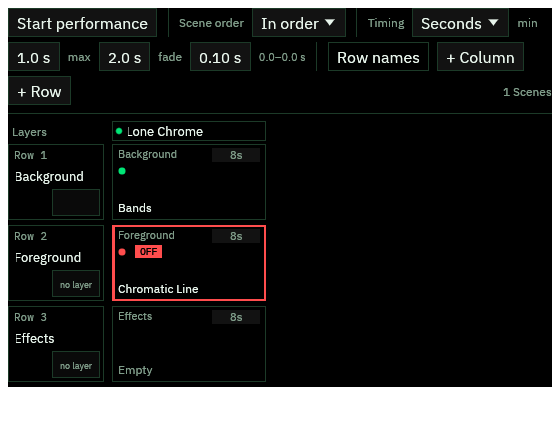 Start performance Scene order In order Timing Seconds min
1.0 s max 2.0 s fade 0.10 s 0.0–0.0 s Row names + Column
+ Row 1 Scenes
Layers Lone Chrome
Row 1 Background 8s
Background
Bands
Row 2 Foreground 8s
OFF
Foreground
no layer
Chromatic Line
Row 3 Effects 8s
Effects
no layer
Empty